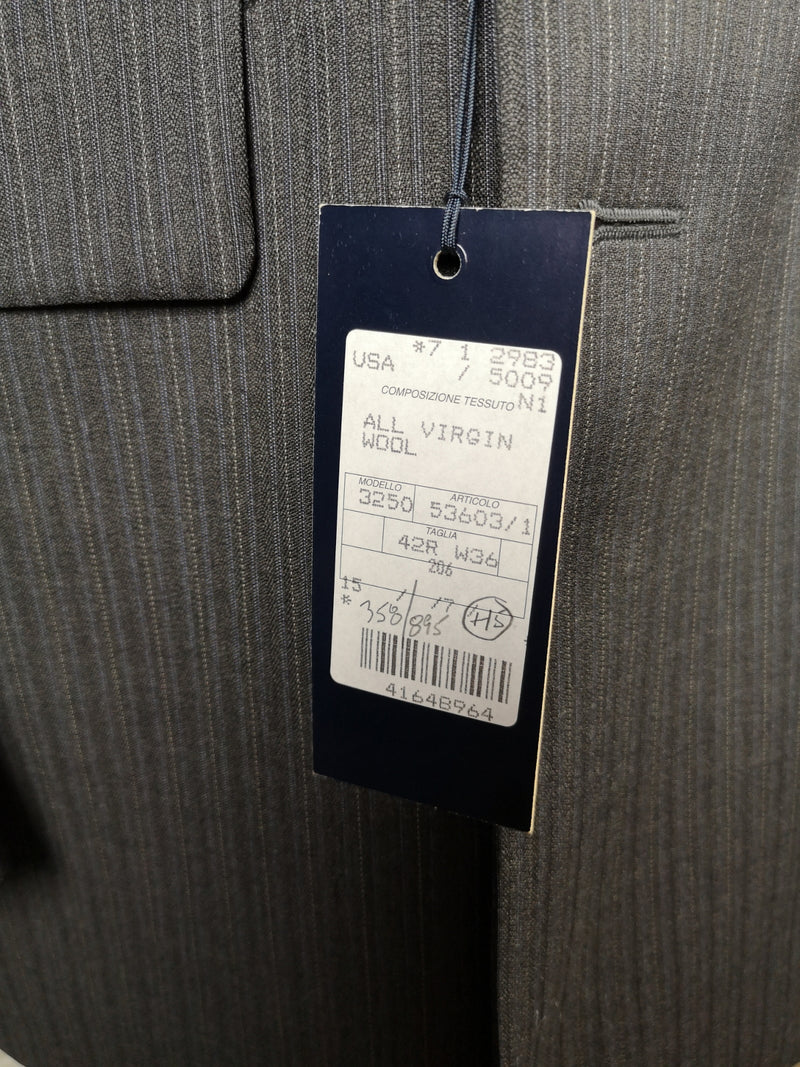 *7 1 2983
USA / 5009
COMPOSIZIONE TESSUTO N1
ALL VIRGIN
WOOL
MODELLO ARTICOLO
3250 53603/1
TAGLIA
42R W36
206
15
* 358/895 HS
41648964